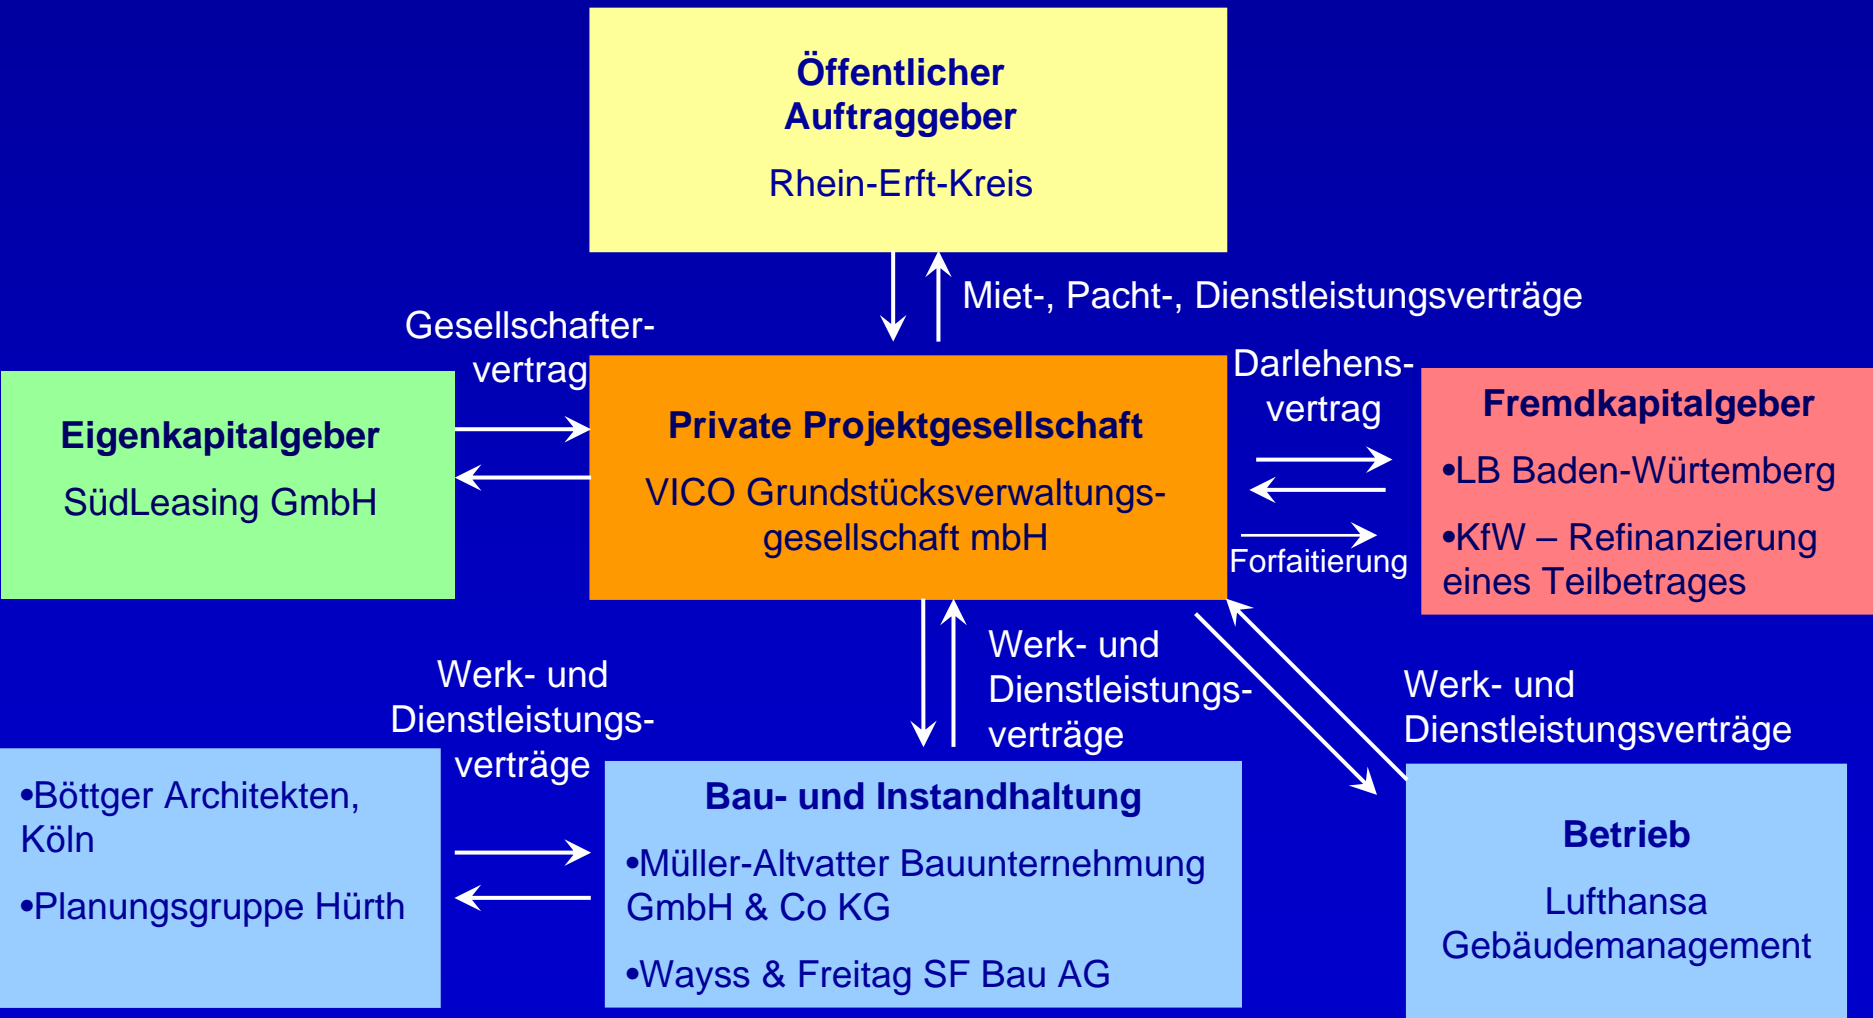 Öffentlicher
Auftraggeber
Rhein-Erft-Kreis
Miet-, Pacht-, Dienstleistungsverträge
Gesellschafter-
vertrag
Eigenkapitalgeber
SüdLeasing GmbH
Private Projektgesellschaft
VICO Grundstücksverwaltungs-
gesellschaft mbH
Darlehens-
vertrag
Forfaitierung
Fremdkapitalgeber
•LB Baden-Würtemberg
•KfW – Refinanzierung
eines Teilbetrages
Werk- und
Dienstleistungs-
verträge
Werk- und
Dienstleistungs-
verträge
Werk- und
Dienstleistungsverträge
•Böttger Architekten,
Köln
•Planungsgruppe Hürth
Bau- und Instandhaltung
•Müller-Altvatter Bauunternehmung
GmbH & Co KG
•Wayss & Freitag SF Bau AG
Betrieb
Lufthansa
Gebäudemanagement